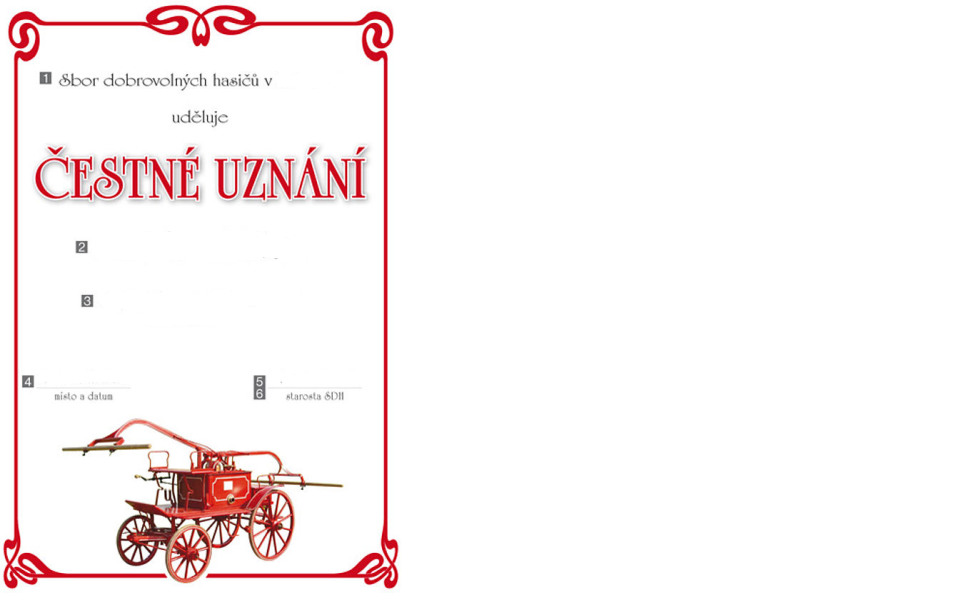 1 Sbor dobrovolných hasičů v
uděluje
ČESTNÉ UZNÁNÍ
2
3
4
místo a datum
5
6 starosta SDH